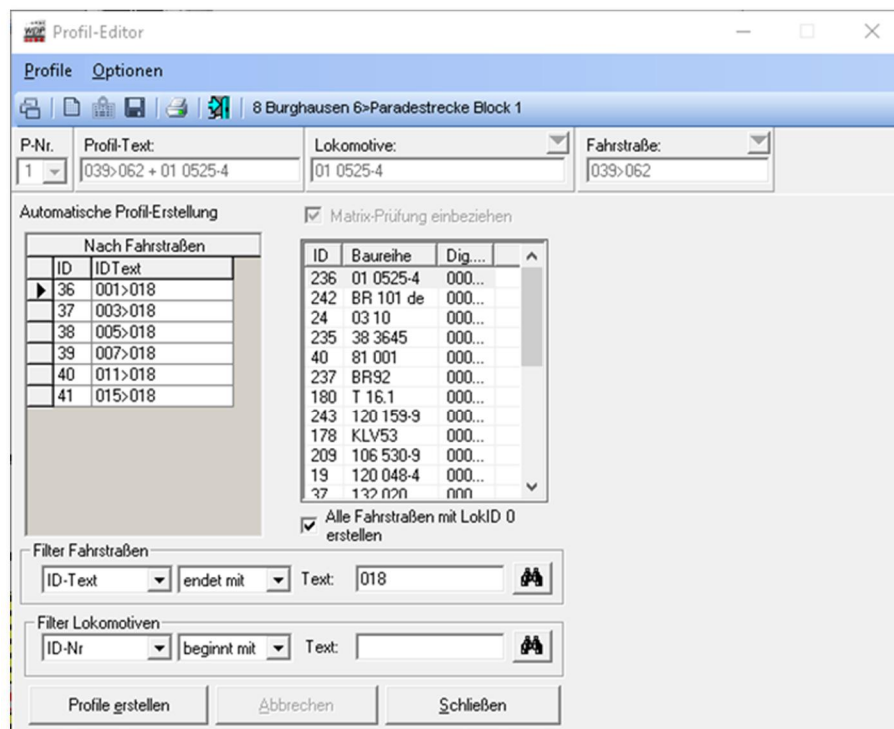 WDP Profil-Editor
Profile Optionen
8 Burghausen 6>Paradestrecke Block 1
P-Nr. Profil-Text: Lokomotive: Fahrstraße:
1 039>062 + 01 0525-4 01 0525-4 039>062
Automatische Profil-Erstellung
Matrix-Prüfung einbeziehen
Nach Fahrstraßen
ID IDText
36 001>018
37 003>018
38 005>018
39 007>018
40 011>018
41 015>018
ID Baureihe Dig....
236 01 0525-4 000...
242 BR 101 de 000...
24 03 10 000...
235 38 3645 000...
40 81 001 000...
237 BR92 000...
180 T 16.1 000...
243 120 159-9 000...
178 KLV53 000...
209 106 530-9 000...
19 120 048-4 000...
37 132 020 000
Alle Fahrstraßen mit LokID 0
erstellen
Filter Fahrstraßen
ID-Text endet mit Text: 018
Filter Lokomotiven
ID-Nr beginnt mit Text:
Profile erstellen Abbrechen Schließen